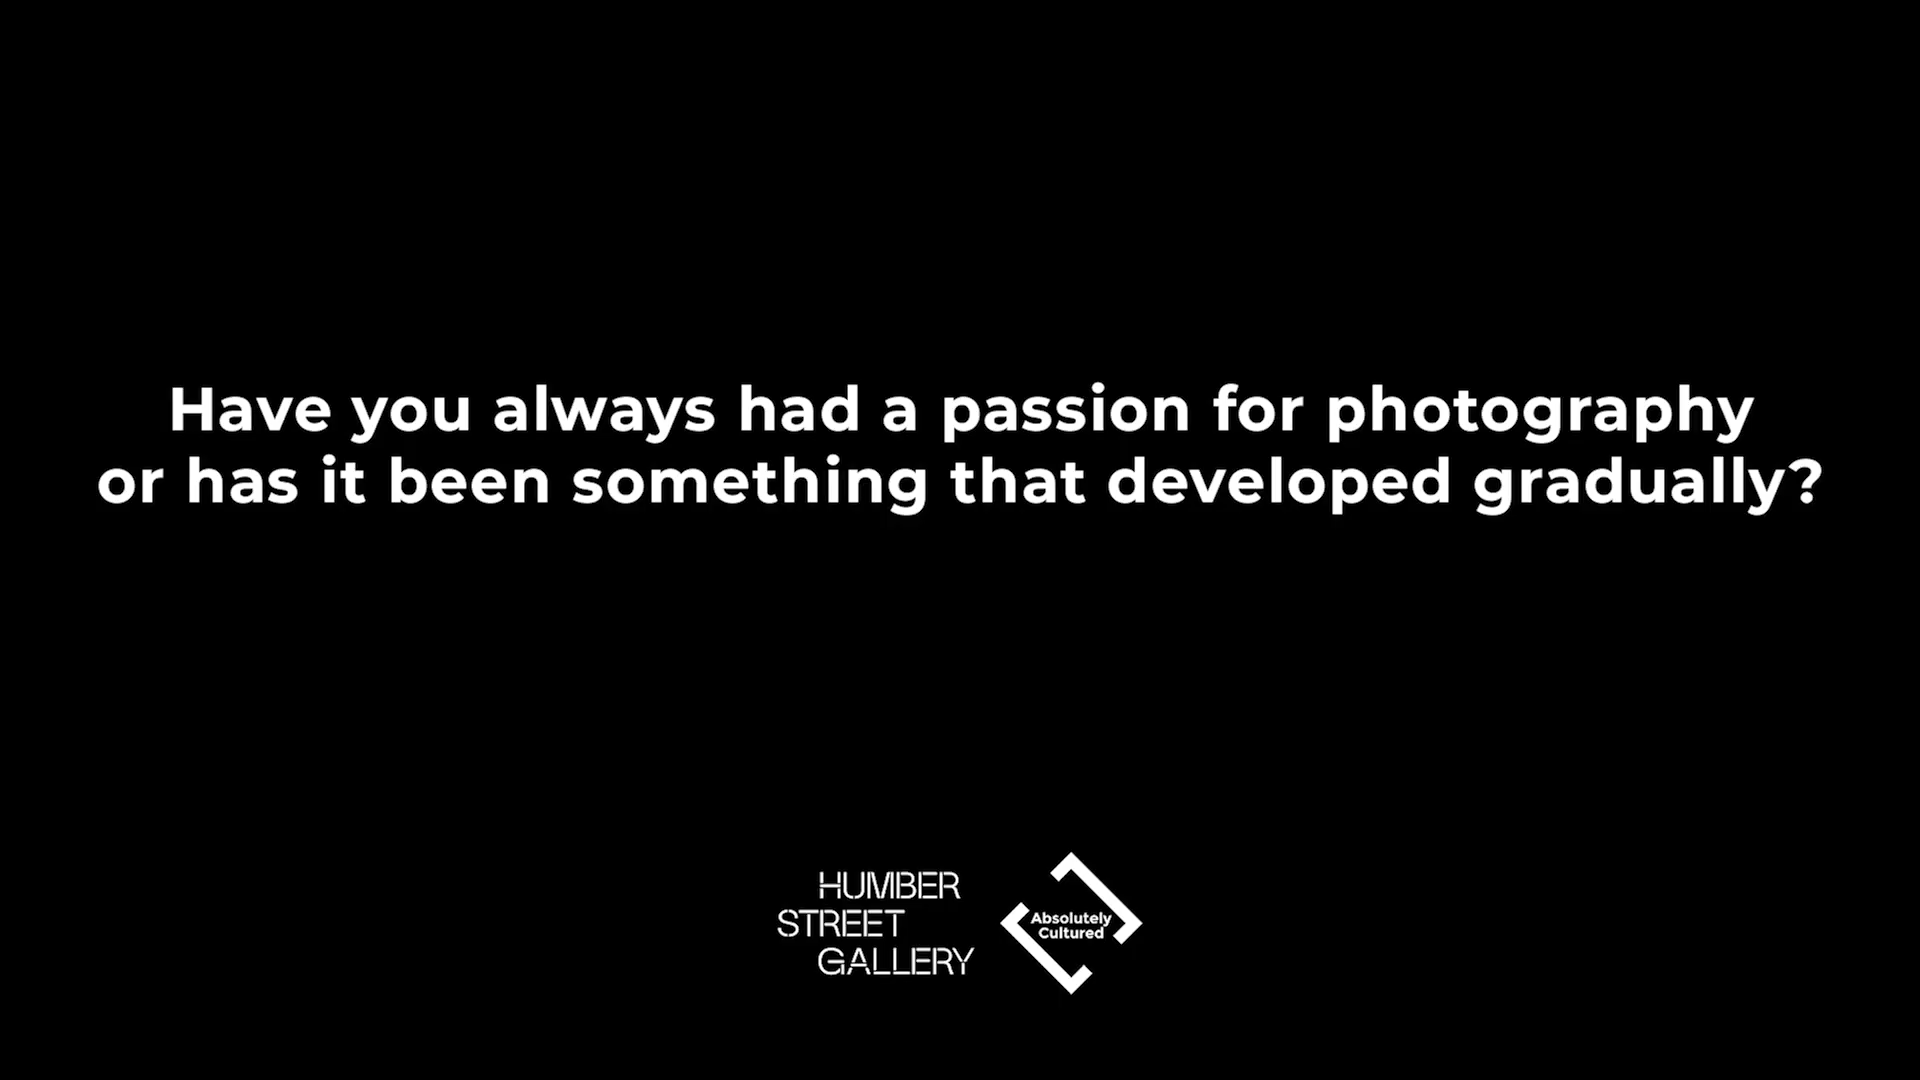 Have you always had a passion for photography
or has it been something that developed gradually?
HUMBER
STREET
GALLERY
Absolutely
Cultured